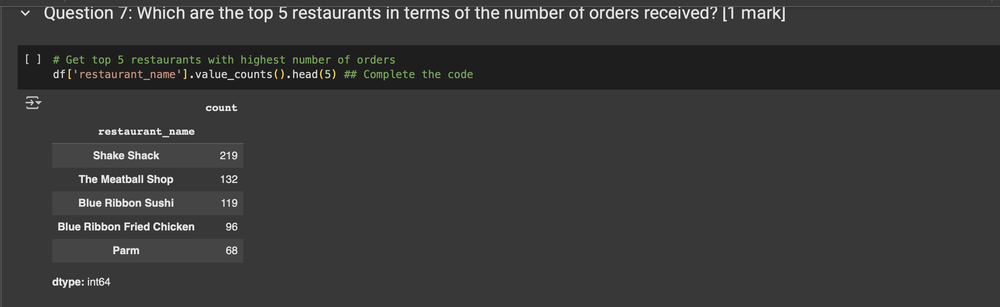 Question 7: Which are the top 5 restaurants in terms of the number of orders received? [1 mark]
[ ] # Get top 5 restaurants with highest number of orders
df['restaurant_name'].value_counts().head(5) ## Complete the code
count
restaurant_name
Shake Shack 219
The Meatball Shop 132
Blue Ribbon Sushi 119
Blue Ribbon Fried Chicken 96
Parm 68
dtype: int64